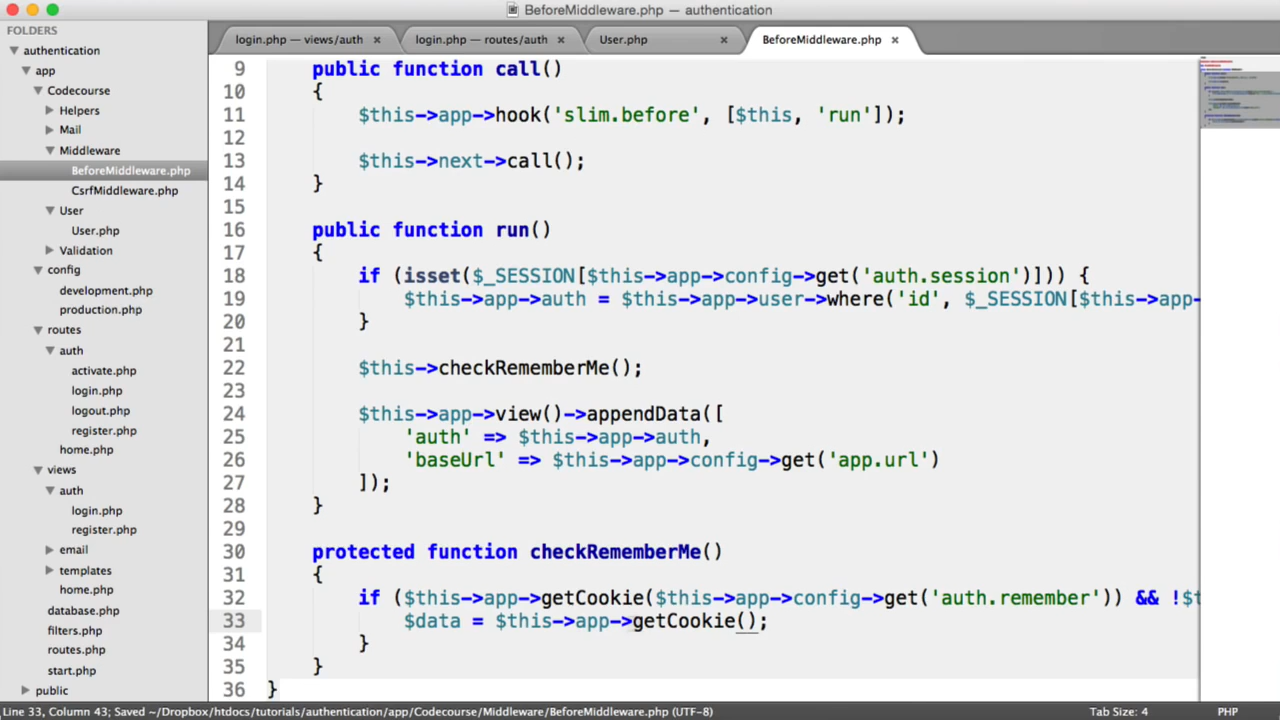 BeforeMiddleware.php — authentication
FOLDERS
authentication
app
Codecourse
Helpers
Mail
Middleware
BeforeMiddleware.php
CsrfMiddleware.php
User
User.php
Validation
config
development.php
production.php
routes
auth
activate.php
login.php
logout.php
register.php
home.php
views
auth
login.php
register.php
email
templates
home.php
database.php
filters.php
routes.php
start.php
public
login.php — views/auth ×
login.php — routes/auth ×
User.php ×
BeforeMiddleware.php ×
9 public function call()
10 {
11 $this->app->hook('slim.before', [$this, 'run']);
12
13 $this->next->call();
14 }
15
16 public function run()
17 {
18 if (isset($_SESSION[$this->app->config->get('auth.session')])) {
19 $this->app->auth = $this->app->user->where('id', $_SESSION[$this->app-
20 }
21
22 $this->checkRememberMe();
23
24 $this->app->view()->appendData([
25 'auth' => $this->app->auth,
26 'baseUrl' => $this->app->config->get('app.url')
27 ]);
28 }
29
30 protected function checkRememberMe()
31 {
32 if ($this->app->getCookie($this->app->config->get('auth.remember')) && !$t
33 $data = $this->app->getCookie();
34 }
35 }
36 }
Line 33, Column 43; Saved ~/Dropbox/htdocs/tutorials/authentication/app/Codecourse/Middleware/BeforeMiddleware.php (UTF-8)
Tab Size: 4
PHP